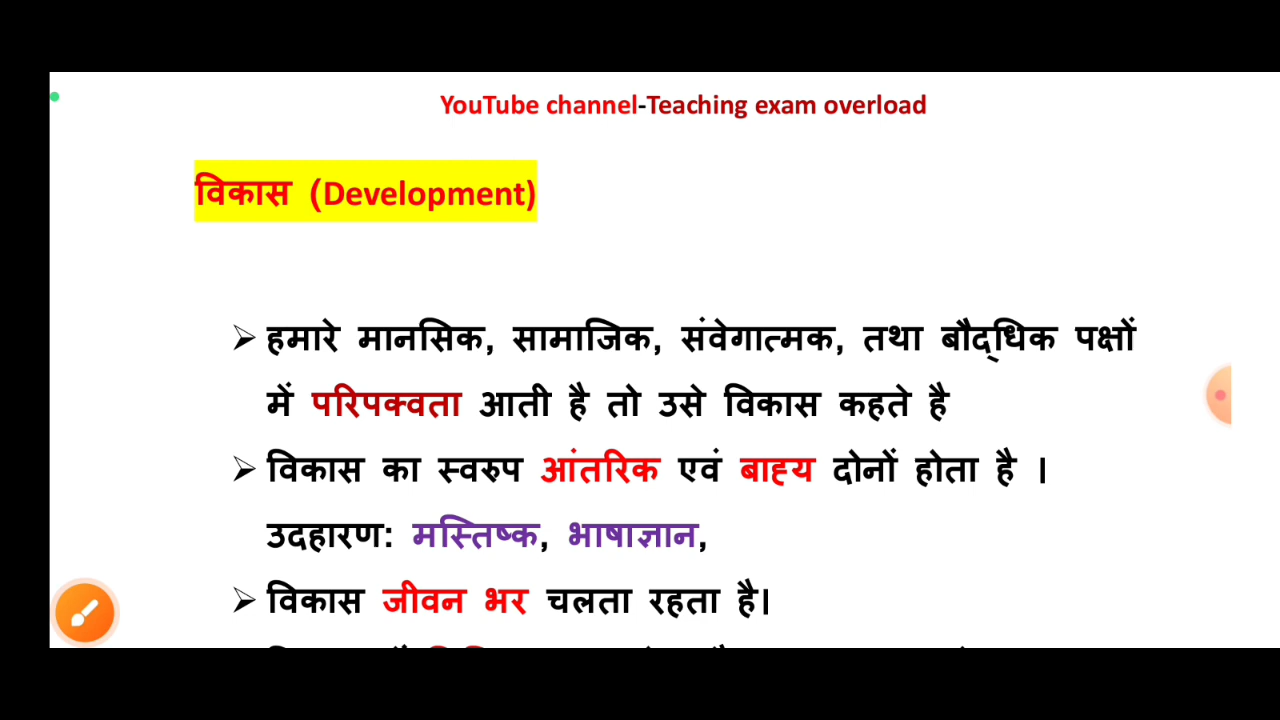 YouTube channel-Teaching exam overload
विकास (Development)
➢ हमारे मानसिक, सामाजिक, संवेगात्मक, तथा बौद्धिक पक्षों
में परिपक्वता आती है तो उसे विकास कहते है
➢ विकास का स्वरुप आंतरिक एवं बाह्य दोनों होता है ।
उदहारण: मस्तिष्क, भाषाज्ञान,
➢ विकास जीवन भर चलता रहता है।